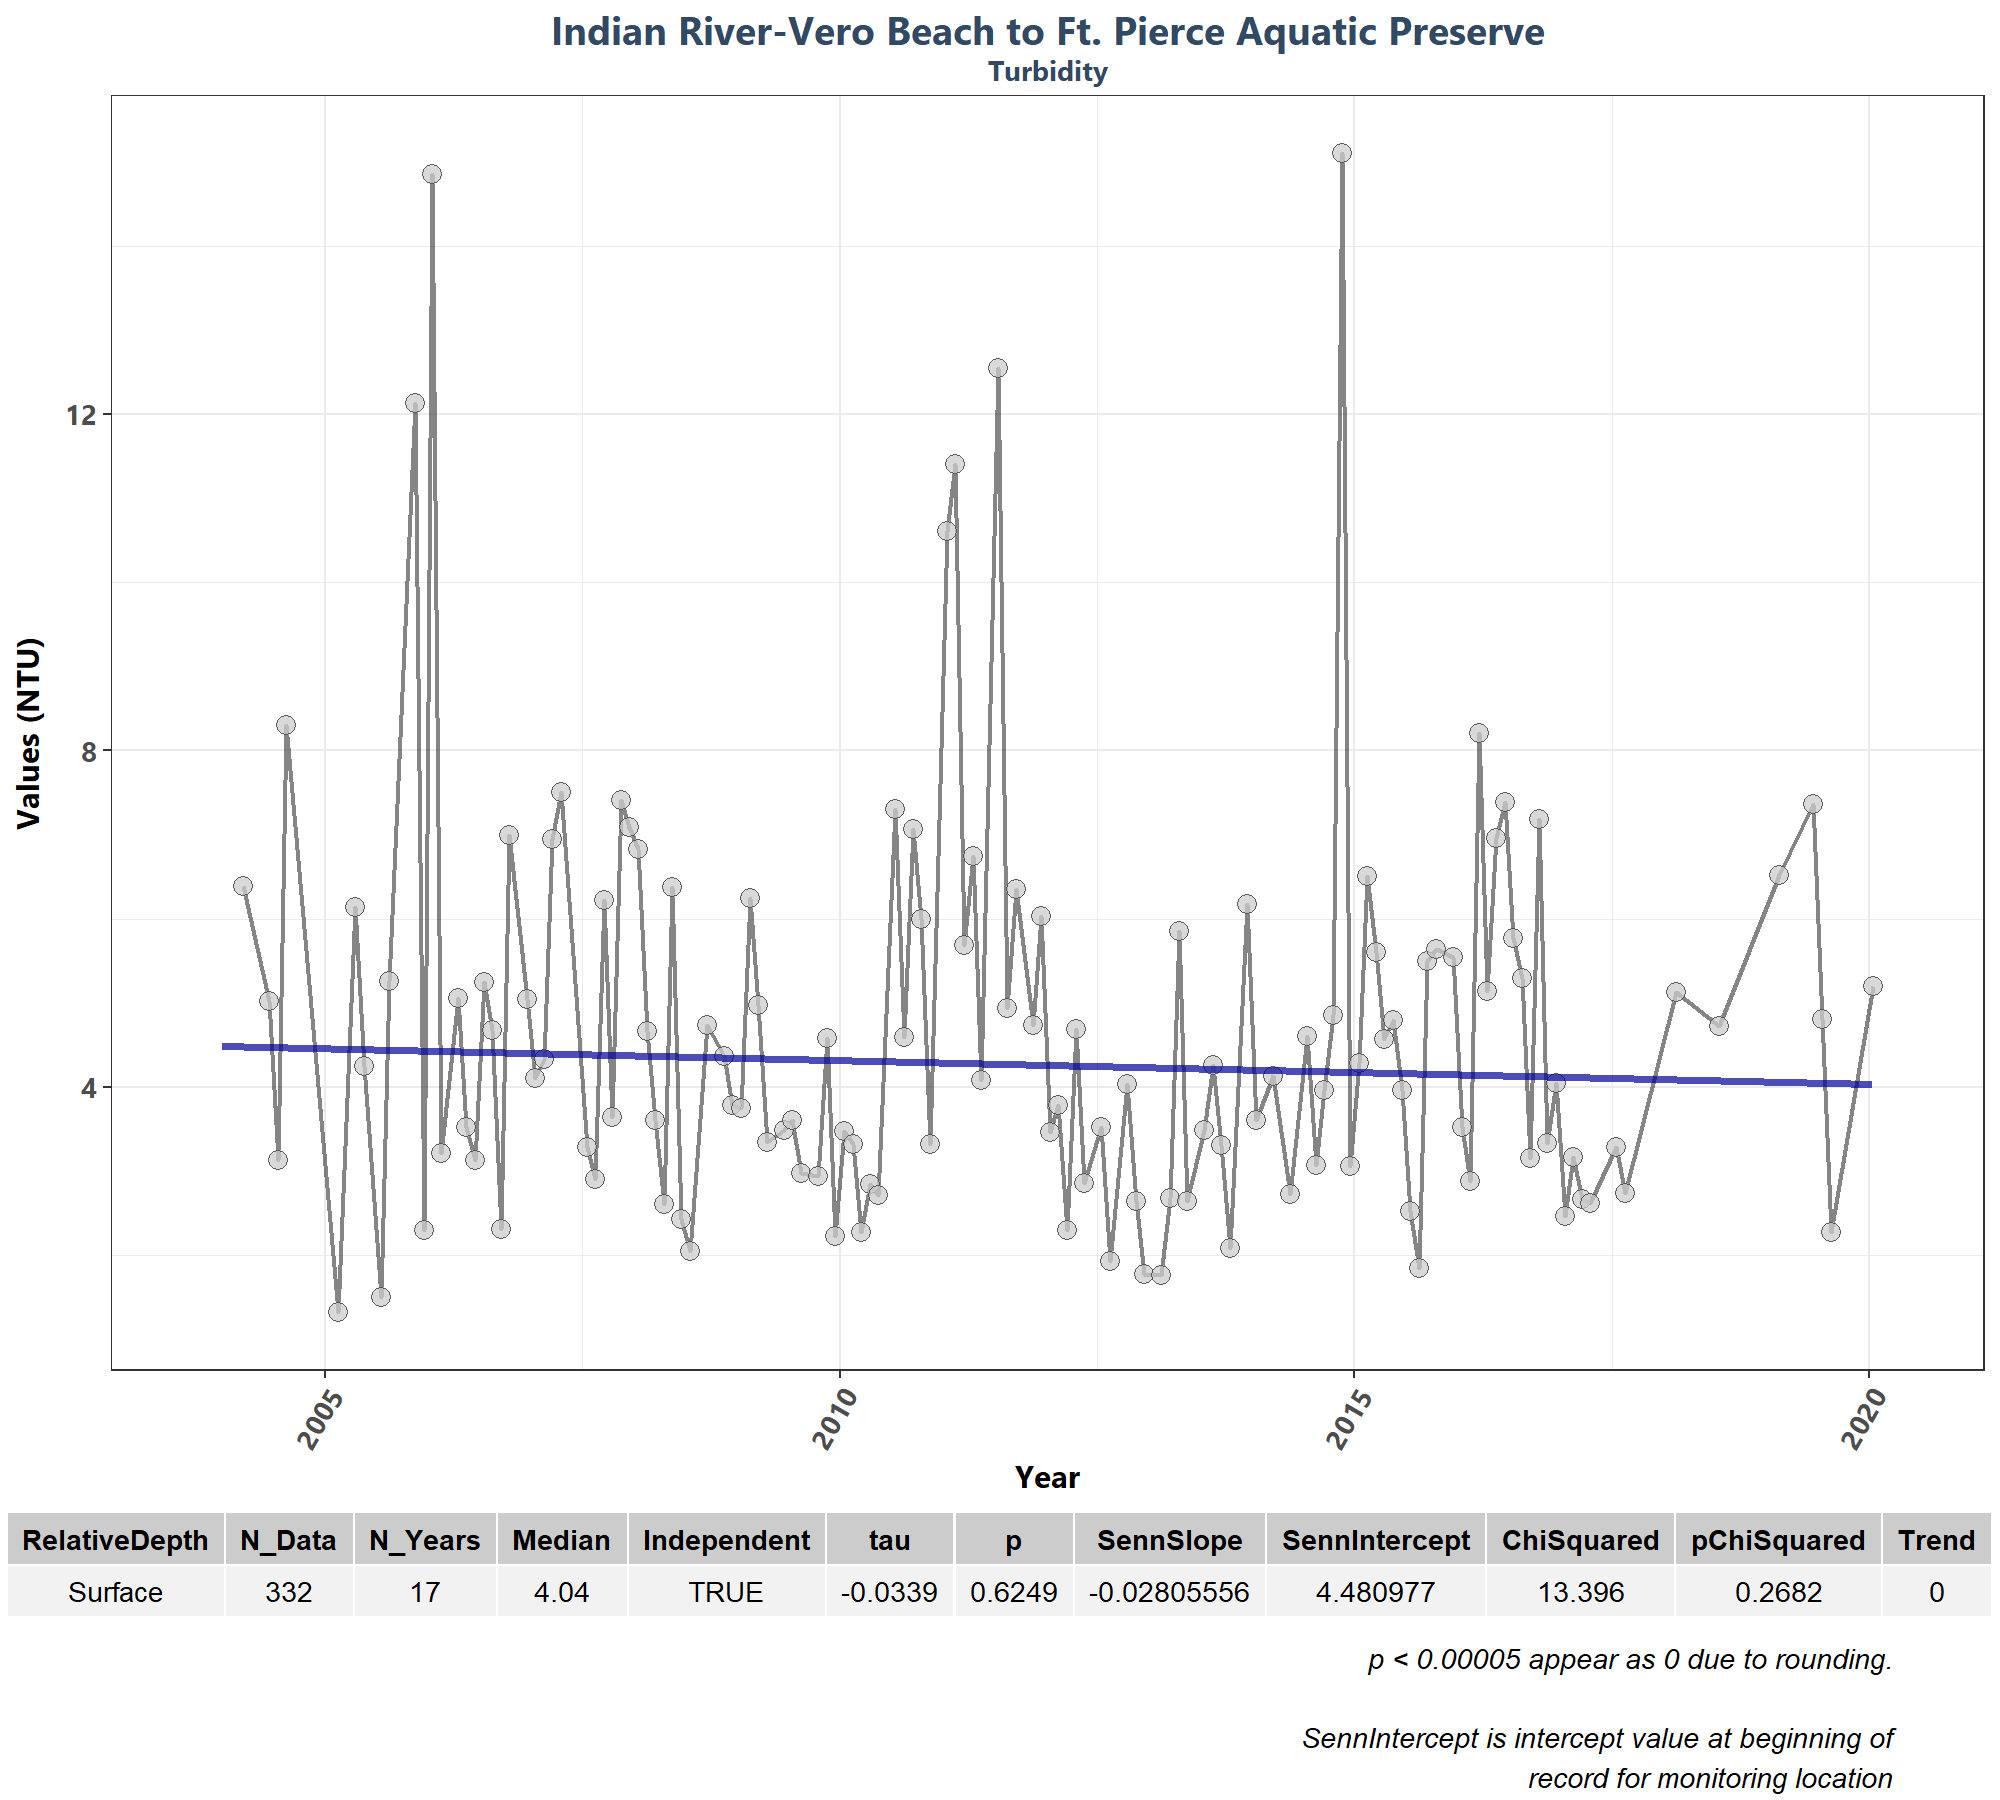 Indian River-Vero Beach to Ft. Pierce Aquatic Preserve
Turbidity
Values (NTU)
12
8
4
2005
2010
2015
2020
Year
RelativeDepth N_Data N_Years Median Independent tau p SennSlope SennIntercept ChiSquared pChiSquared Trend
Surface 332 17 4.04 TRUE -0.0339 0.6249 -0.02805556 4.480977 13.396 0.2682 0
p < 0.00005 appear as 0 due to rounding.
SennIntercept is intercept value at beginning of
record for monitoring location